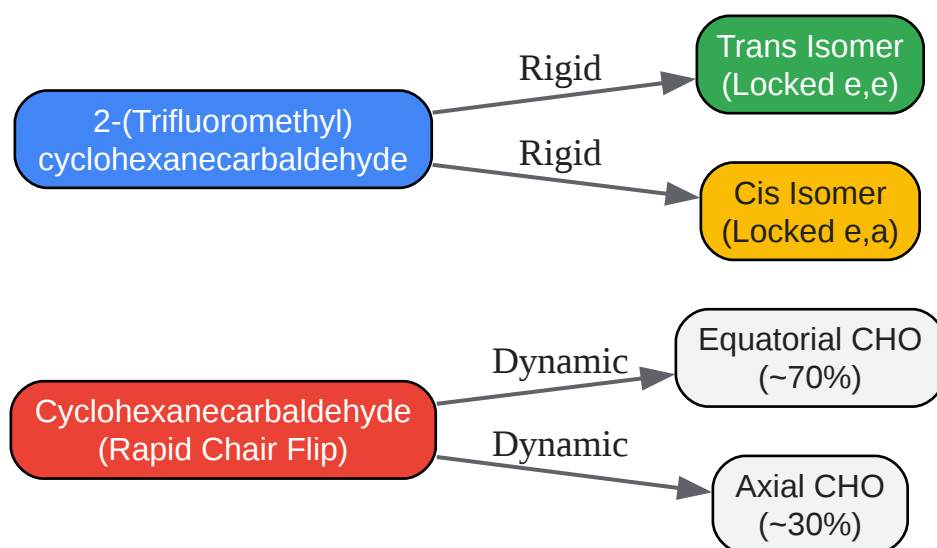 2-(Trifluoromethyl)
cyclohexanecarbaldehyde
Rigid
Trans Isomer
(Locked e,e)
Rigid
Cis Isomer
(Locked e,a)
Cyclohexanecarbaldehyde
(Rapid Chair Flip)
Dynamic
Equatorial CHO
(~70%)
Dynamic
Axial CHO
(~30%)